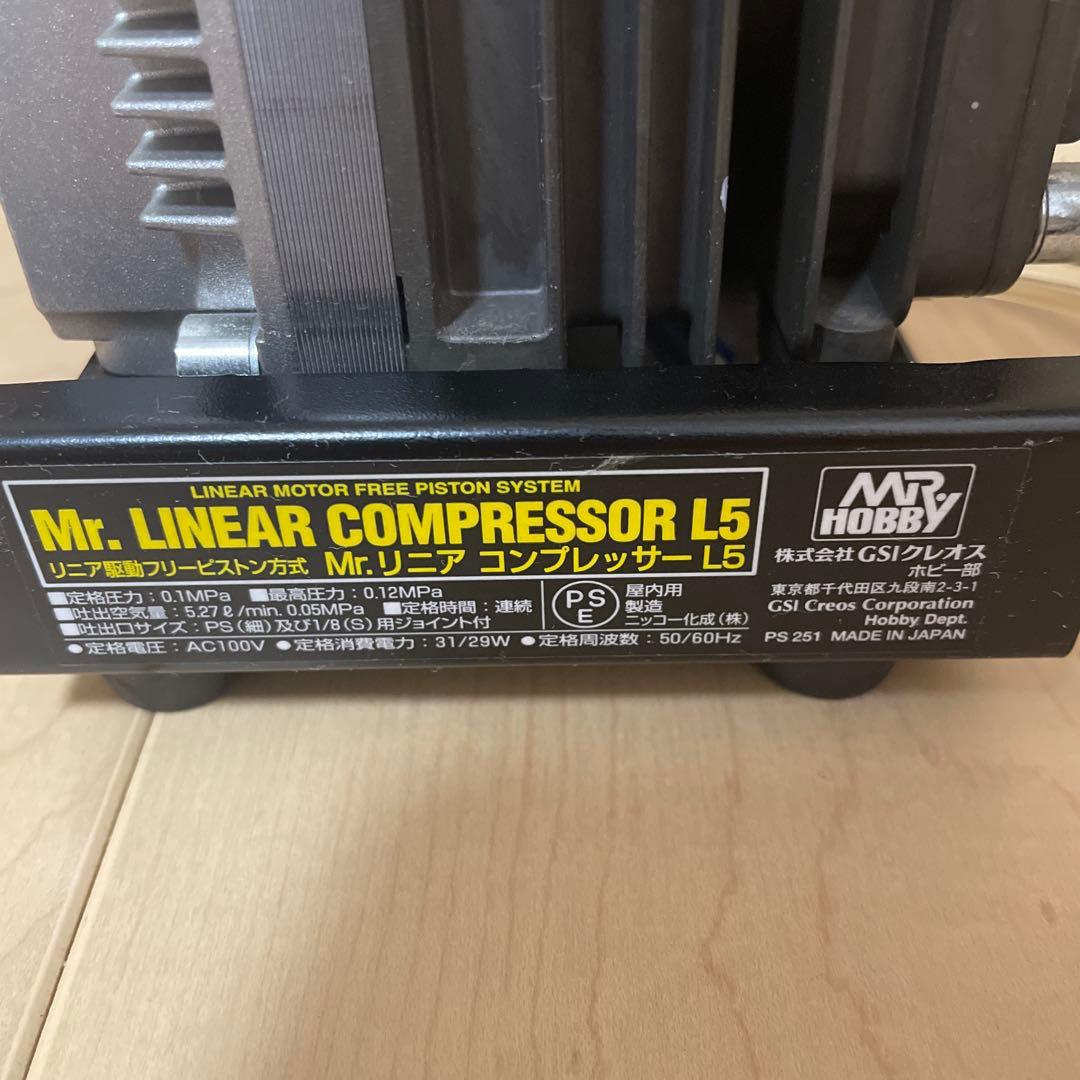 LINEAR MOTOR FREE PISTON SYSTEM
Mr. LINEAR COMPRESSOR L5
リニア駆動フリーピストン方式 Mr.リニア コンプレッサー L5
■定格圧力：0.1MPa ■最高圧力：0.12MPa
■吐出空気量：5.27ℓ/min. 0.05MPa ■定格時間：連続
■吐出口サイズ：PS(細)及び1/8(S)用ジョイント付
●定格電圧：AC100V ●定格消費電力：31/29W ●定格周波数：50/60Hz
PS
E
屋内用
製造
ニッコー化成(株)
MR.
HOBBY
株式会社 GSIクレオス
ホビー部
東京都千代田区九段南2-3-1
GSI Creos Corporation
Hobby Dept.
PS 251 MADE IN JAPAN